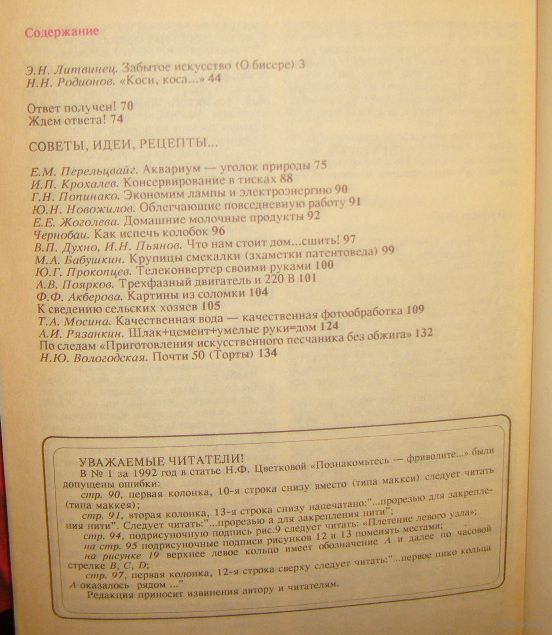 Содержание
Э.Н. Литвинец. Забытое искусство (О бисере) 3
Н.Н. Родионов. «Коси, коса...» 44
Ответ получен! 70
Ждем ответа! 74
СОВЕТЫ, ИДЕИ, РЕЦЕПТЫ...
Е.М. Перельцвайг. Аквариум — уголок природы 75
И.П. Крохалев. Консервирование в тисках 88
Г.Н. Попинако. Экономим лампы и электроэнергию 90
Ю.Н. Новожилов. Облегчающие повседневную работу 91
Е.Е. Жоголева. Домашние молочные продукты 92
Чернобаи. Как испечь колобок 96
В.П. Духно, И.Н. Пьянов. Что нам стоит дом...сшить! 97
М.А. Бабушкин. Крупицы смекалки (зхаметки патентоведа) 99
Ю.Г. Прокопцев. Телеконвертер своими руками 100
А.В. Поярков. Трехфазный двигатель и 220 В 101
Ф.Ф. Акберова. Картины из соломки 104
К сведению сельских хозяев 105
Т.А. Мосина. Качественная вода — качественная фотообработка 109
А.И. Рязанкин. Шлак+цемент+умелые руки=дом 124
По следам «Приготовления искусственного песчаника без обжига» 132
Н.Ю. Вологодская. Почти 50 (Торты) 134
УВАЖАЕМЫЕ ЧИТАТЕЛИ!
В № 1 за 1992 год в статье Н.Ф. Цветковой «Познакомьтесь — фриволите...» были
допущены ошибки:
стр. 90, первая колонка, 10-я строка снизу вместо (типа маккси) следует читать
(типа маккея);
стр. 91, вторая колонка, 13-я строка снизу напечатано:"...прорезью для закрепле-
ния нити". Следует читать:"...прорезью а для закрепления нити";
стр. 94, подрисуночную подпись рис.9 следует читать: «Плетение левого узла»;
на стр. 95 подрисуночные подписи рисунков 12 и 13 поменять местами;
на рисунке 19 верхнее левое кольцо имеет обозначение А и далее по часовой
стрелке В, С, D;
стр. 97, первая колонка, 12-я строка сверху следует читать:"...первое пико кольца
А оказалось рядом ..."
Редакция приносит извинения автору и читателям.